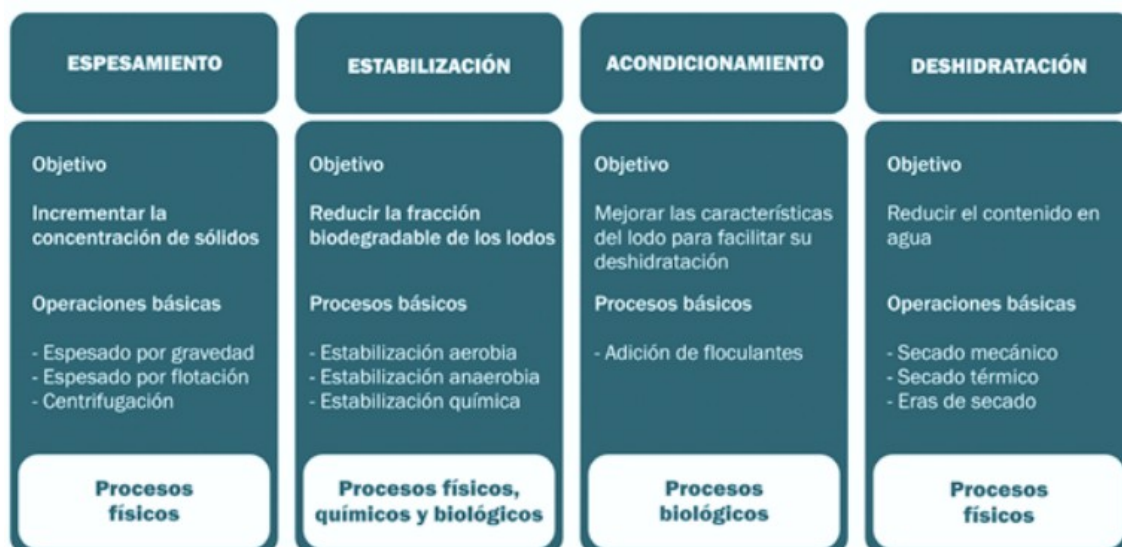 ESPESAMIENTO
Objetivo
Incrementar la
concentración de sólidos
Operaciones básicas
- Espesado por gravedad
- Espesado por flotación
- Centrifugación
Procesos
físicos
ESTABILIZACIÓN
Objetivo
Reducir la fracción
biodegradable de los lodos
Procesos básicos
- Estabilización aerobia
- Estabilización anaerobia
- Estabilización química
Procesos físicos,
químicos y biológicos
ACONDICIONAMIENTO
Objetivo
Mejorar las características
del lodo para facilitar su
deshidratación
Procesos básicos
- Adición de floculantes
Procesos
biológicos
DESHIDRATACIÓN
Objetivo
Reducir el contenido en
agua
Operaciones básicas
- Secado mecánico
- Secado térmico
- Eras de secado
Procesos
físicos